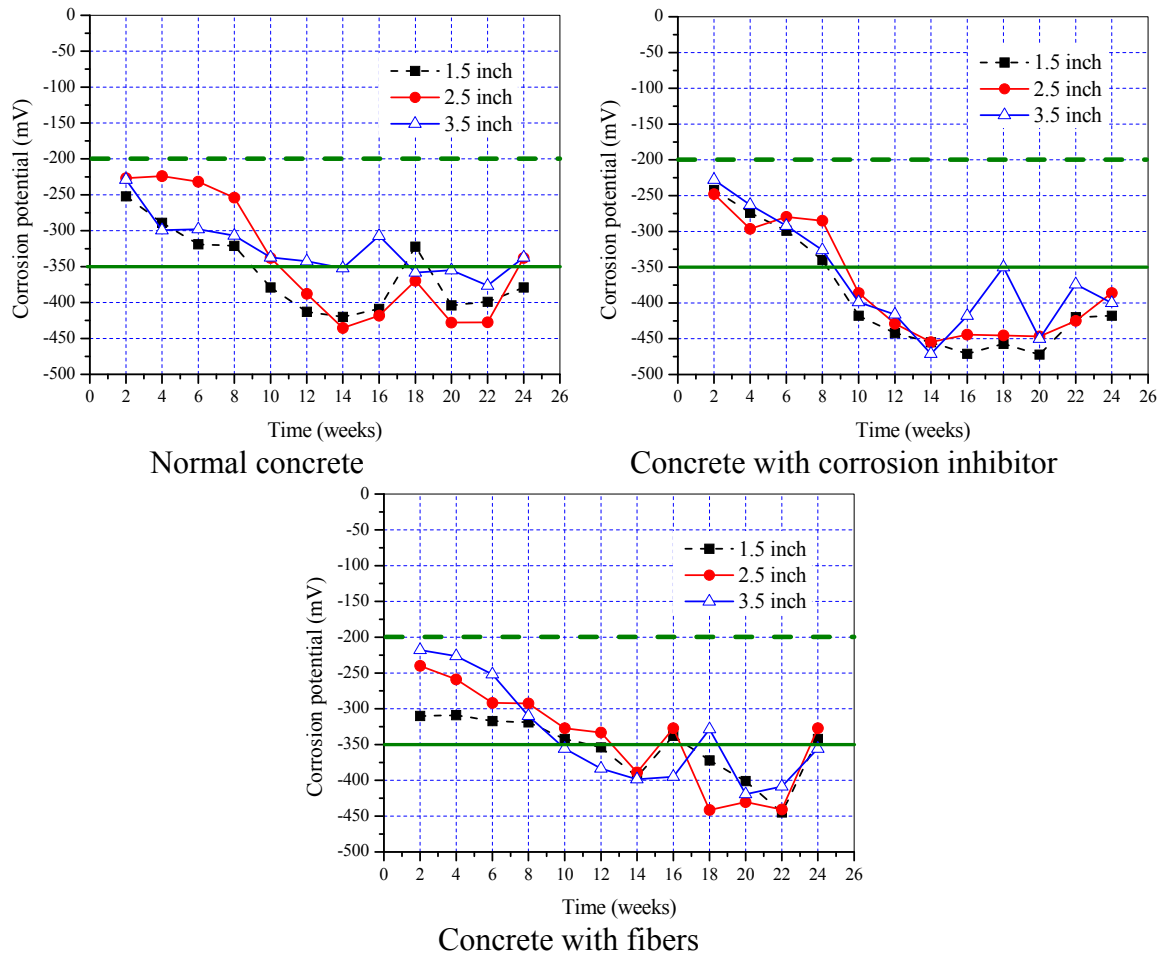 0
-50
-100
-150
-200
-250
-300
-350
-400
-450
-500
Corrosion potential (mV)
1.5 inch
2.5 inch
3.5 inch
0 2 4 6 8 10 12 14 16 18 20 22 24 26
Time (weeks)
Normal concrete
0
-50
-100
-150
-200
-250
-300
-350
-400
-450
-500
Corrosion potential (mV)
1.5 inch
2.5 inch
3.5 inch
0 2 4 6 8 10 12 14 16 18 20 22 24 26
Time (weeks)
Concrete with corrosion inhibitor
0
-50
-100
-150
-200
-250
-300
-350
-400
-450
-500
Corrosion potential (mV)
1.5 inch
2.5 inch
3.5 inch
0 2 4 6 8 10 12 14 16 18 20 22 24 26
Time (weeks)
Concrete with fibers